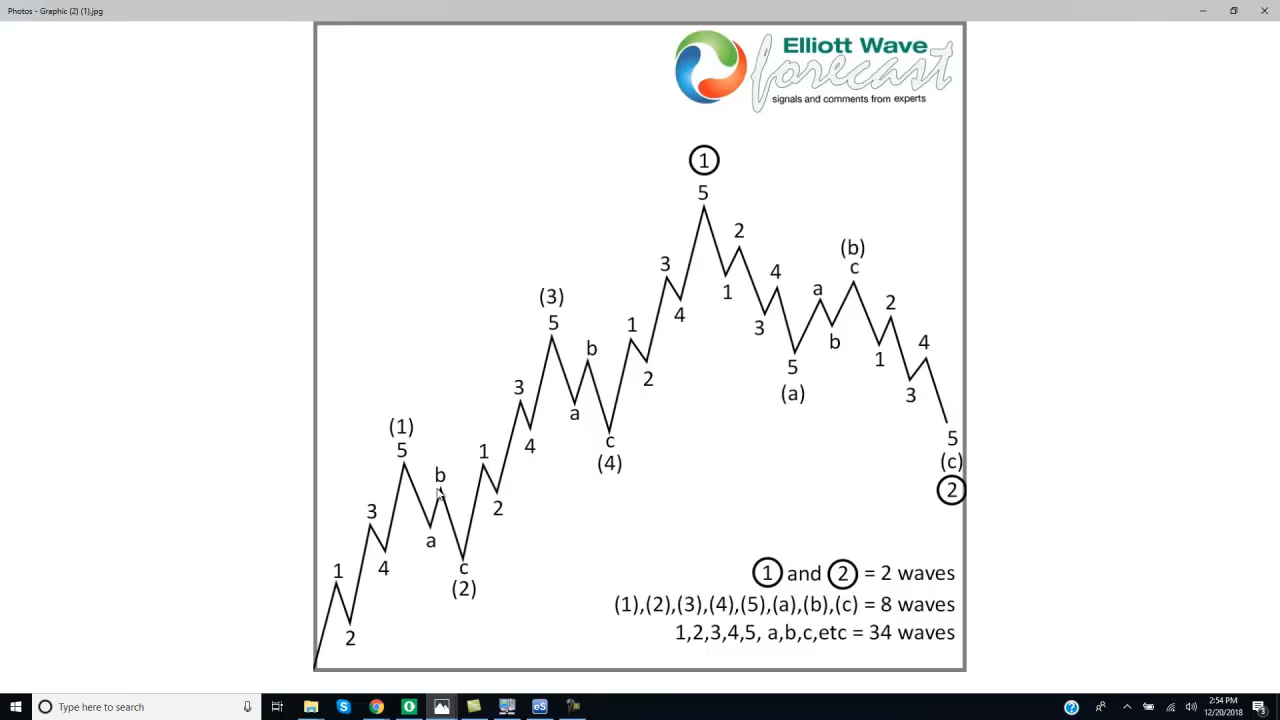 Photos - Graphic (2) (1).jpg
Elliott Wave
forecast
signals and comments from experts
1
5
2
3
(b)
c
4
a
(3)
1
2
5
4
3
4
1
b
b
2
3
1
5
(a)
2
3
4
a
(1)
5
c
(4)
5
(c)
2
b
1
4
3
2
a
1
4
c
(2)
2
1 and 2 = 2 waves
(1),(2),(3),(4),(5),(a),(b),(c) = 8 waves
1,2,3,4,5, a,b,c,etc = 34 waves
Type here to search
2:54 PM
12/20/2018